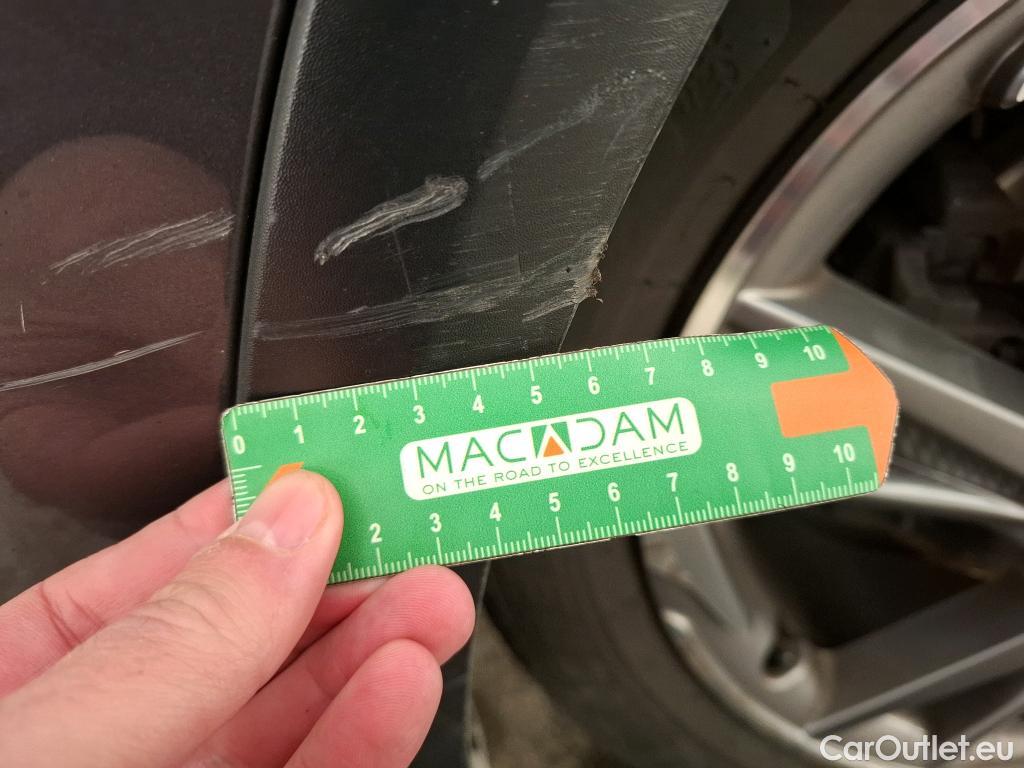 0 1 2 3 4 5 6 7 8 9 10
MACADAM
ON THE ROAD TO EXCELLENCE
2 3 4 5 6 7 8 9 10
CarOutlet.eu